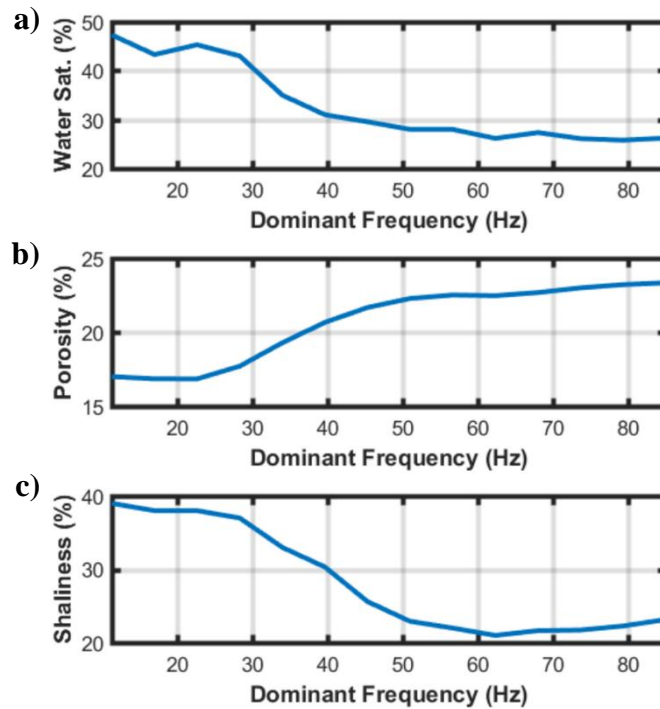 a)
Water Sat. (%)
50
40
30
20
20 30 40 50 60 70 80
Dominant Frequency (Hz)
b)
Porosity (%)
25
20
15
20 30 40 50 60 70 80
Dominant Frequency (Hz)
c)
Shaliness (%)
40
30
20
20 30 40 50 60 70 80
Dominant Frequency (Hz)